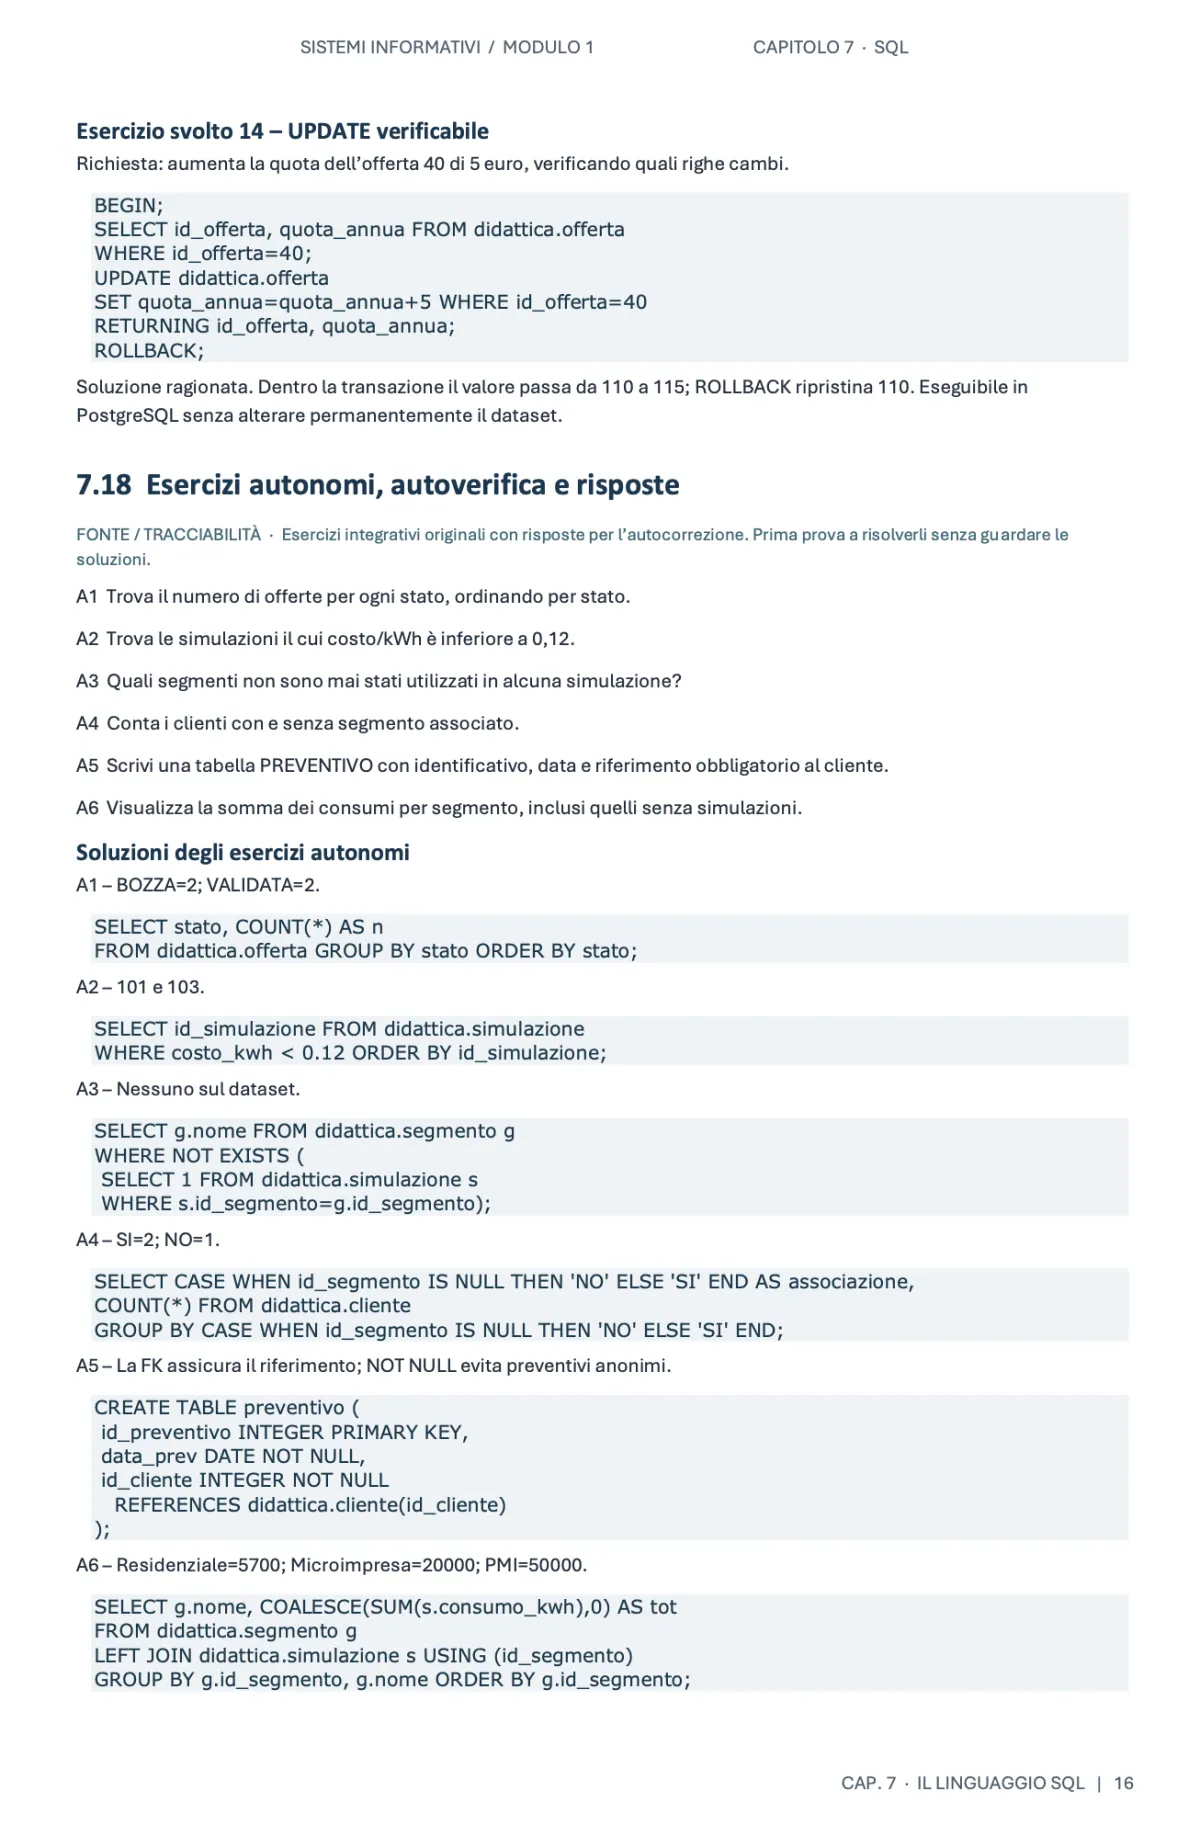 SISTEMI INFORMATIVI / MODULO 1 CAPITOLO 7 · SQL
Esercizio svolto 14 – UPDATE verificabile
Richiesta: aumenta la quota dell’offerta 40 di 5 euro, verificando quali righe cambi.
BEGIN;
SELECT id_offerta, quota_annua FROM didattica.offerta
WHERE id_offerta=40;
UPDATE didattica.offerta
SET quota_annua=quota_annua+5 WHERE id_offerta=40
RETURNING id_offerta, quota_annua;
ROLLBACK;
Soluzione ragionata. Dentro la transazione il valore passa da 110 a 115; ROLLBACK ripristina 110. Eseguibile in
PostgreSQL senza alterare permanentemente il dataset.
7.18 Esercizi autonomi, autoverifica e risposte
FONTE / TRACCIABILITÀ · Esercizi integrativi originali con risposte per l’autocorrezione. Prima prova a risolverli senza guardare le
soluzioni.
A1 Trova il numero di offerte per ogni stato, ordinando per stato.
A2 Trova le simulazioni il cui costo/kWh è inferiore a 0,12.
A3 Quali segmenti non sono mai stati utilizzati in alcuna simulazione?
A4 Conta i clienti con e senza segmento associato.
A5 Scrivi una tabella PREVENTIVO con identificativo, data e riferimento obbligatorio al cliente.
A6 Visualizza la somma dei consumi per segmento, inclusi quelli senza simulazioni.
Soluzioni degli esercizi autonomi
A1 – BOZZA=2; VALIDATA=2.
SELECT stato, COUNT(*) AS n
FROM didattica.offerta GROUP BY stato ORDER BY stato;
A2 – 101 e 103.
SELECT id_simulazione FROM didattica.simulazione
WHERE costo_kwh < 0.12 ORDER BY id_simulazione;
A3 – Nessuno sul dataset.
SELECT g.nome FROM didattica.segmento g
WHERE NOT EXISTS (
SELECT 1 FROM didattica.simulazione s
WHERE s.id_segmento=g.id_segmento);
A4 – SI=2; NO=1.
SELECT CASE WHEN id_segmento IS NULL THEN 'NO' ELSE 'SI' END AS associazione,
COUNT(*) FROM didattica.cliente
GROUP BY CASE WHEN id_segmento IS NULL THEN 'NO' ELSE 'SI' END;
A5 – La FK assicura il riferimento; NOT NULL evita preventivi anonimi.
CREATE TABLE preventivo (
id_preventivo INTEGER PRIMARY KEY,
data_prev DATE NOT NULL,
id_cliente INTEGER NOT NULL
REFERENCES didattica.cliente(id_cliente)
);
A6 – Residenziale=5700; Microimpresa=20000; PMI=50000.
SELECT g.nome, COALESCE(SUM(s.consumo_kwh),0) AS tot
FROM didattica.segmento g
LEFT JOIN didattica.simulazione s USING (id_segmento)
GROUP BY g.id_segmento, g.nome ORDER BY g.id_segmento;
CAP. 7 · IL LINGUAGGIO SQL | 16